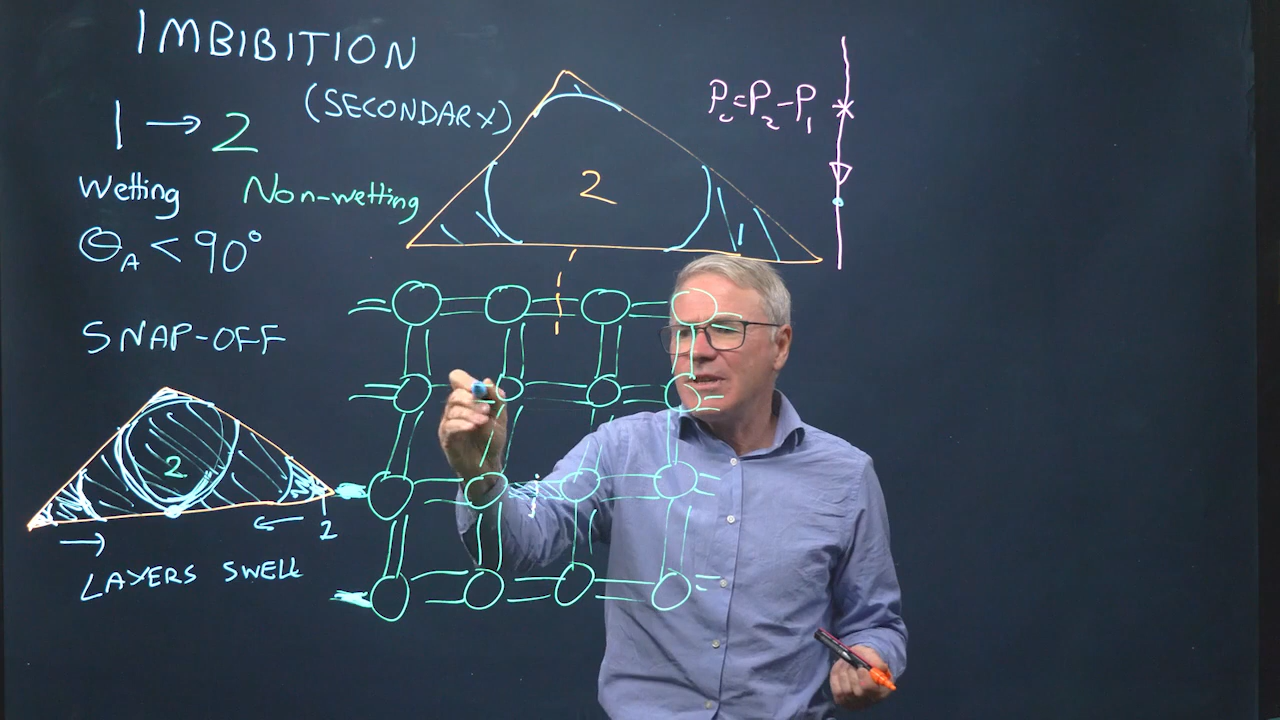 IMBIBITION
(SECONDARY)
1 → 2
Wetting Non-wetting
θA < 90°
Pc=P2-P1
2
1
SNAP-OFF
2
2
LAYERS SWELL